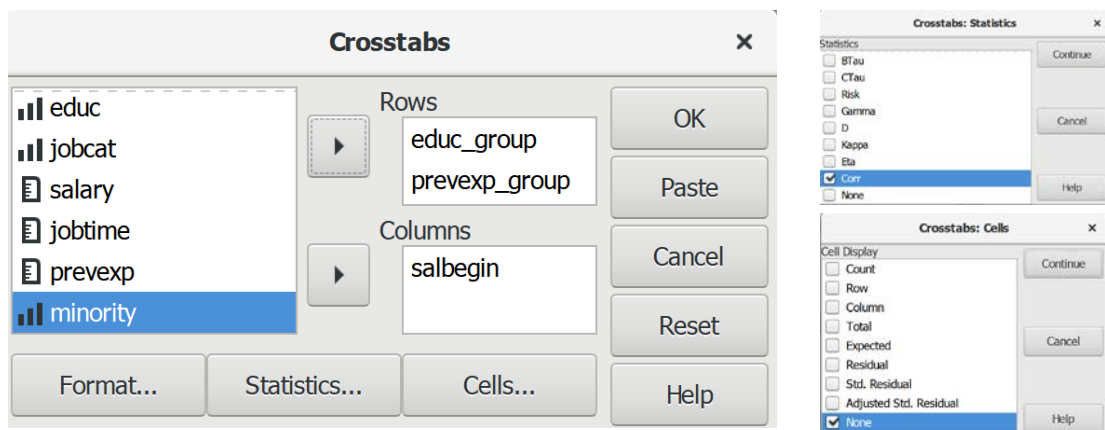 Crosstabs
educ
jobcat
salary
jobtime
prevexp
minority
Rows
educ_group
prevexp_group
Columns
salbegin
OK
Paste
Cancel
Reset
Help
Format...
Statistics...
Cells...
Crosstabs: Statistics
Statistics
BTau
CTau
Risk
Gamma
D
Kappa
Eta
Corr
None
Continue
Cancel
Help
Crosstabs: Cells
Cell Display
Count
Row
Column
Total
Expected
Residual
Std. Residual
Adjusted Std. Residual
None
Continue
Cancel
Help